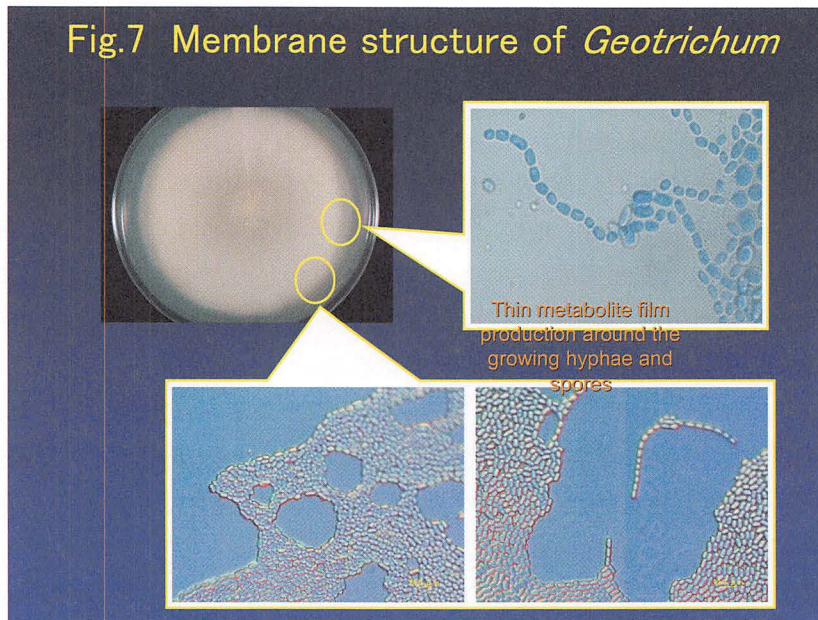 Fig.7 Membrane structure of Geotrichum
Thin metabolite film
production around the
growing hyphae and
spores